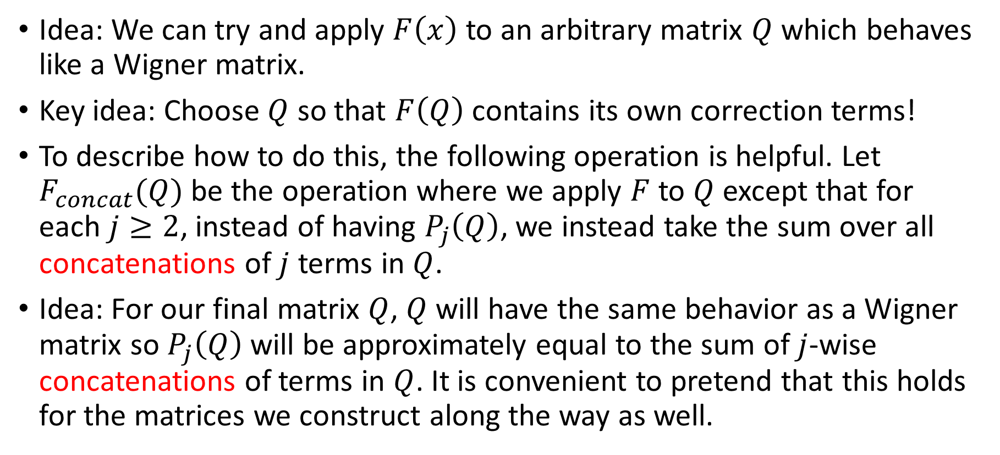 • Idea: We can try and apply F(x) to an arbitrary matrix Q which behaves
like a Wigner matrix.
• Key idea: Choose Q so that F(Q) contains its own correction terms!
• To describe how to do this, the following operation is helpful. Let
F_{concat}(Q) be the operation where we apply F to Q except that for
each j ≥ 2, instead of having P_j(Q), we instead take the sum over all
concatenations of j terms in Q.
• Idea: For our final matrix Q, Q will have the same behavior as a Wigner
matrix so P_j(Q) will be approximately equal to the sum of j-wise
concatenations of terms in Q. It is convenient to pretend that this holds
for the matrices we construct along the way as well.